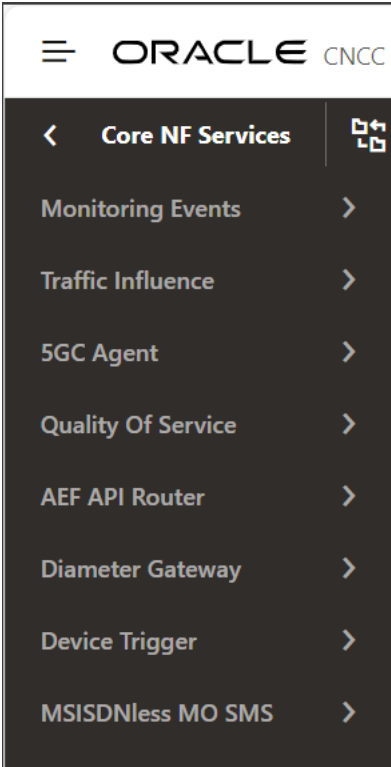 ORACLE CNCC
Core NF Services
Monitoring Events
Traffic Influence
5GC Agent
Quality Of Service
AEF API Router
Diameter Gateway
Device Trigger
MSISDNless MO SMS